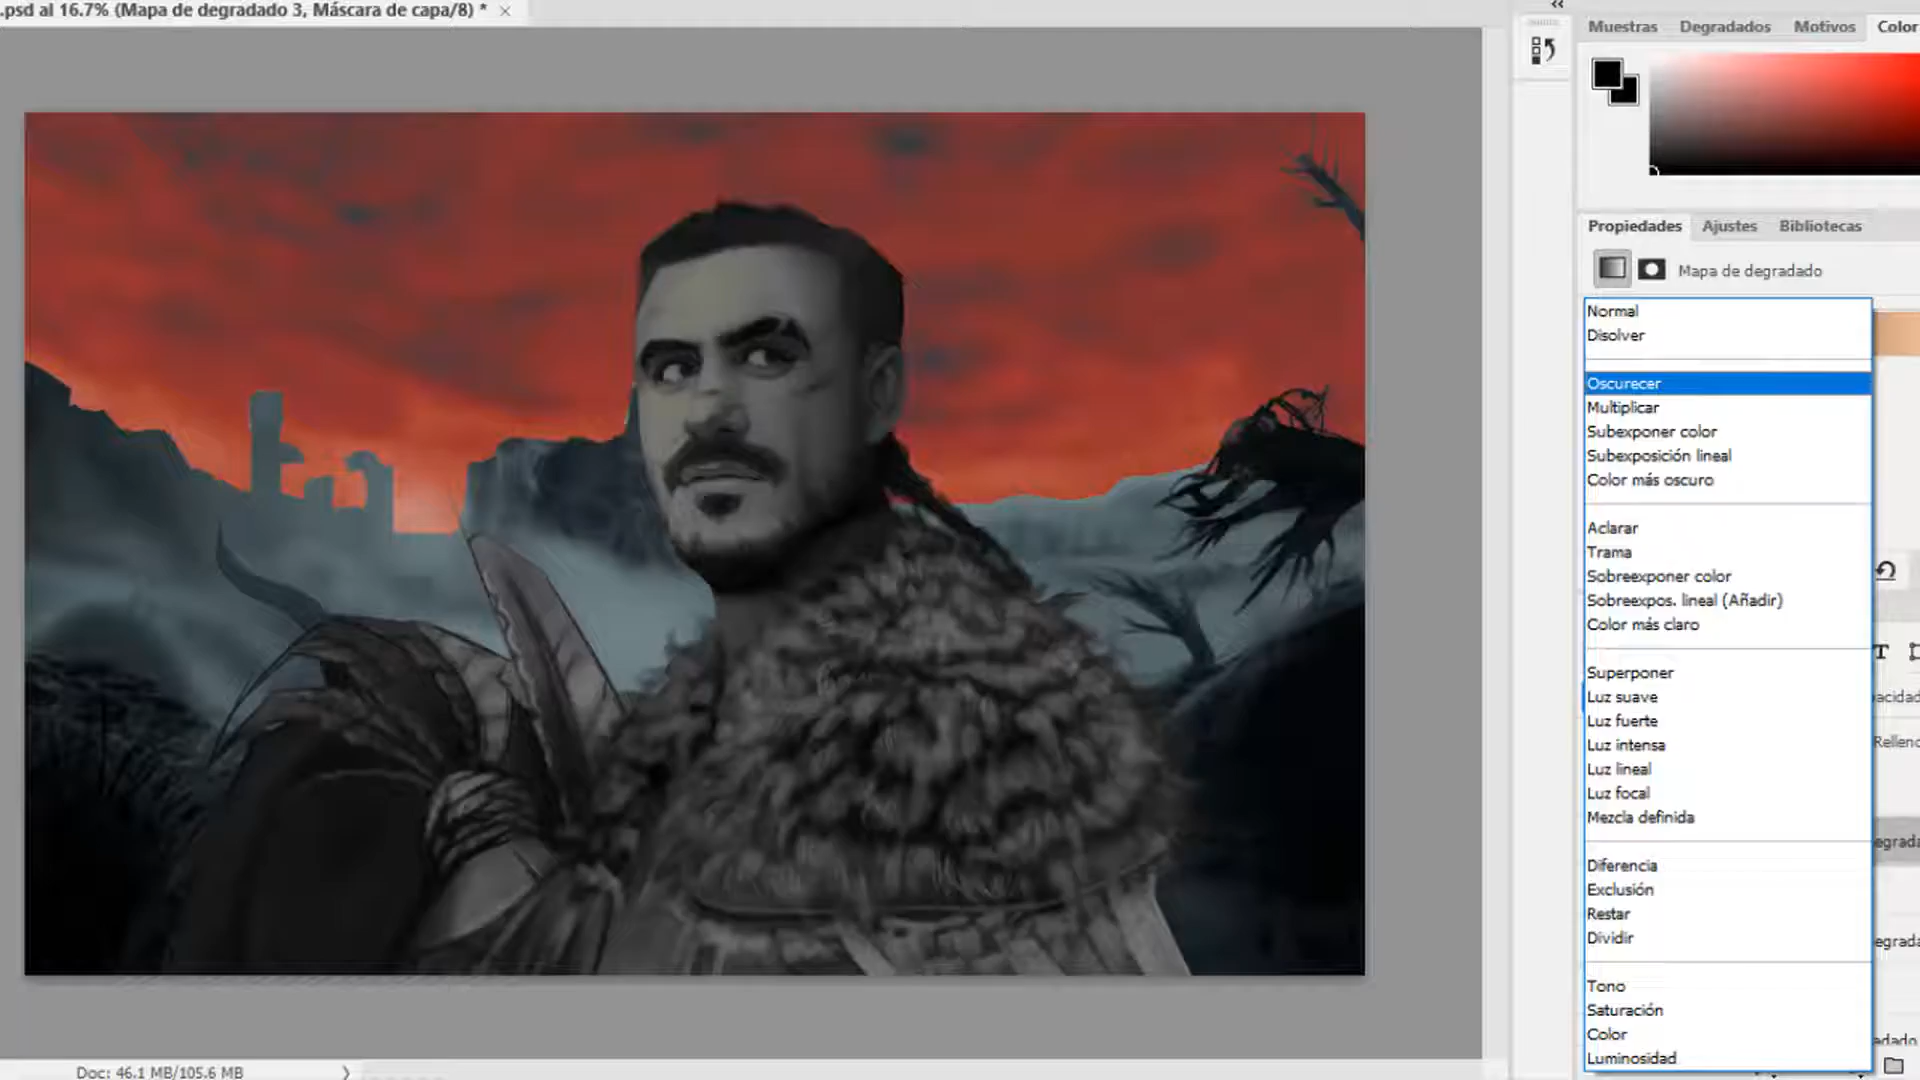 .psd al 16.7% (Mapa de degradado 3, Máscara de capa/8) *
Muestras Degradados Motivos Color
Propiedades Ajustes Bibliotecas
Mapa de degradado
Normal
Disolver
Oscurecer
Multiplicar
Subexponer color
Subexposición lineal
Color más oscuro
Aclarar
Trama
Sobreexponer color
Sobreexpos. lineal (Añadir)
Color más claro
Superponer
Luz suave
Luz fuerte
Luz intensa
Luz lineal
Luz focal
Mezcla definida
Diferencia
Exclusión
Restar
Dividir
Tono
Saturación
Color
Luminosidad
Doc: 46.1 MB/105.6 MB